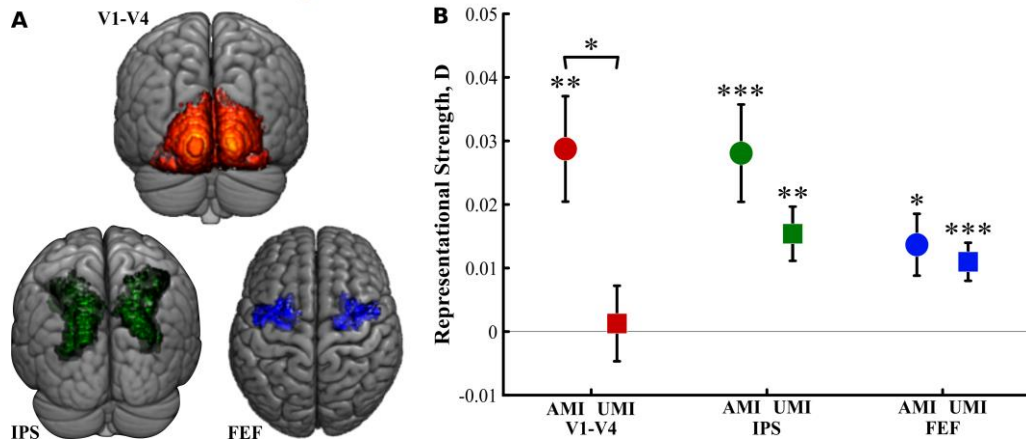 A
V1-V4
IPS
FEF
B
Representational Strength, D
0.05
0.04
0.03
0.02
0.01
0
-0.01
*
**
***
**
*
***
AMI UMI AMI UMI AMI UMI
V1-V4 IPS FEF